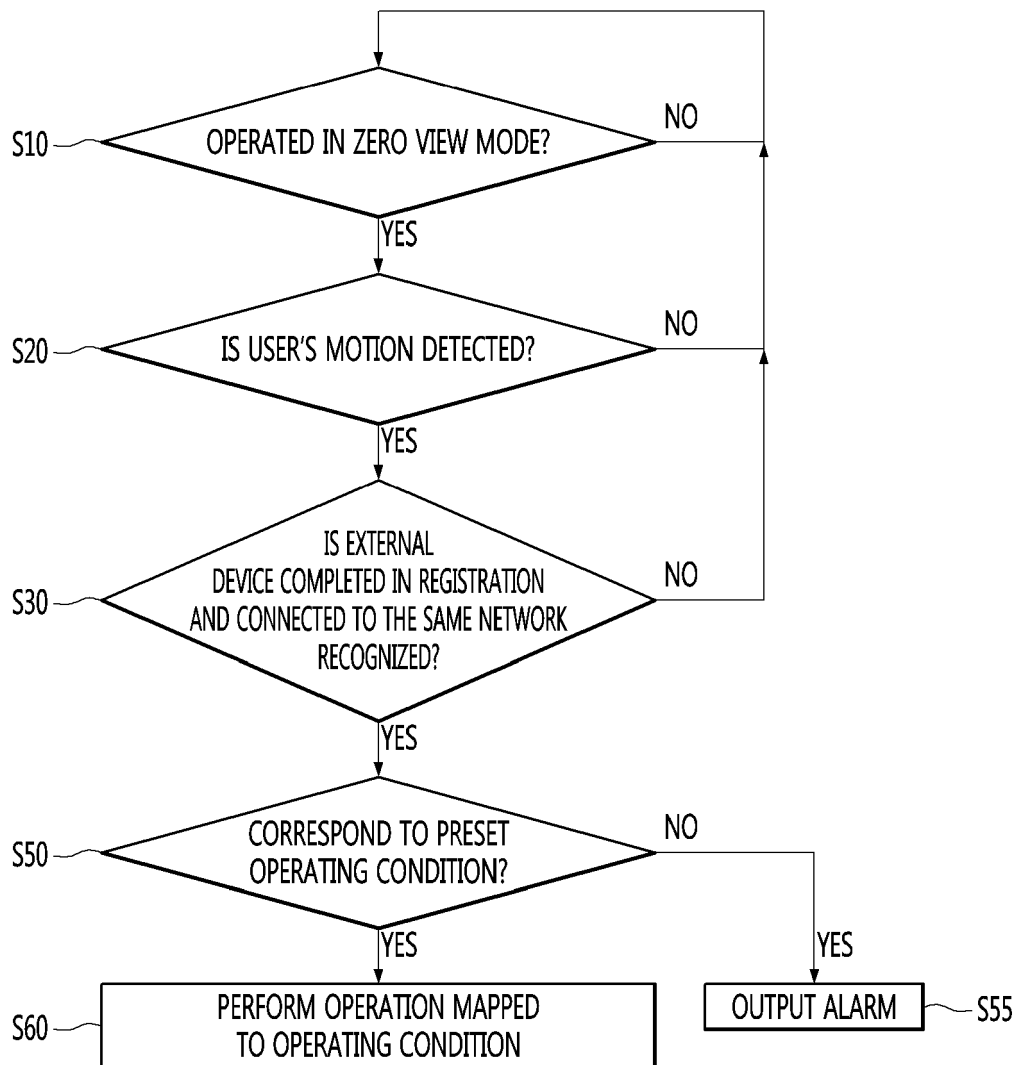 S10
OPERATED IN ZERO VIEW MODE?
NO
YES
S20
IS USER'S MOTION DETECTED?
NO
YES
S30
IS EXTERNAL
DEVICE COMPLETED IN REGISTRATION
AND CONNECTED TO THE SAME NETWORK
RECOGNIZED?
NO
YES
S50
CORRESPOND TO PRESET
OPERATING CONDITION?
NO
YES
YES
S60
PERFORM OPERATION MAPPED
TO OPERATING CONDITION
OUTPUT ALARM
S55